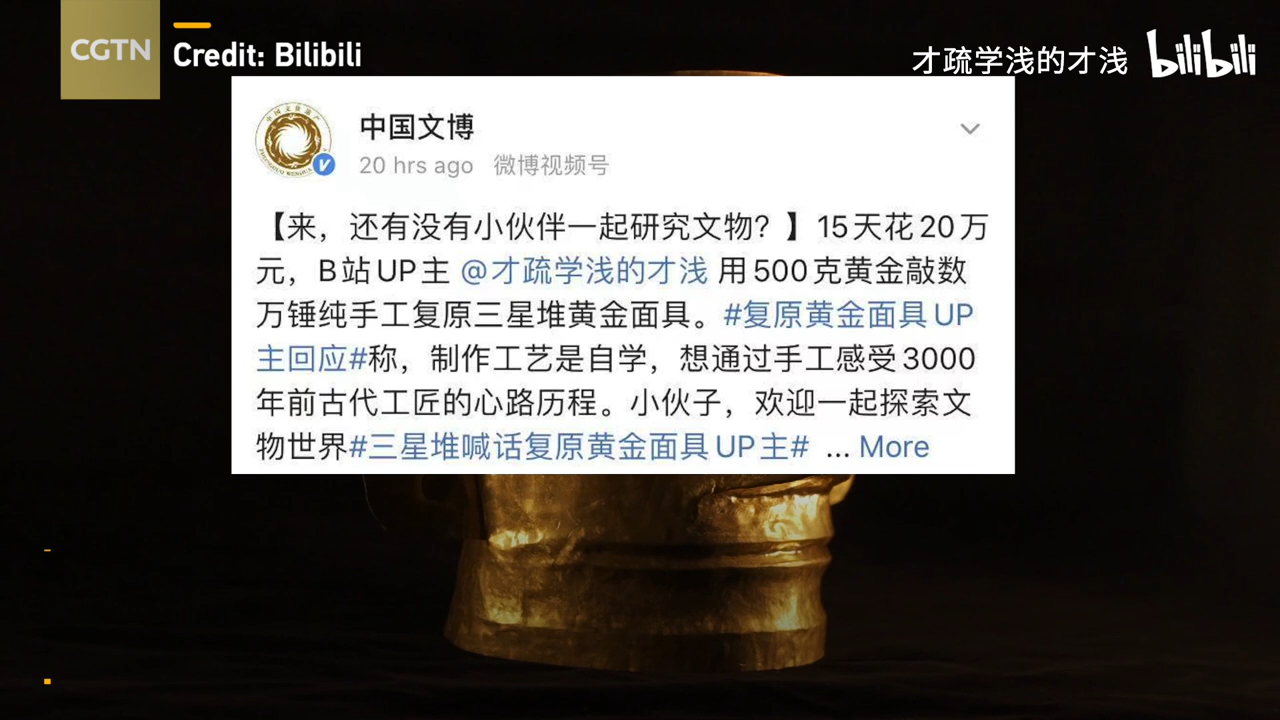 CGTN
Credit: Bilibili
才疏学浅的才浅 bilibili
中国文博
20 hrs ago 微博视频号
【来，还有没有小伙伴一起研究文物？】15天花20万
元，B站UP主 @才疏学浅的才浅 用500克黄金敲数
万锤纯手工复原三星堆黄金面具。#复原黄金面具UP
主回应#称，制作工艺是自学，想通过手工感受3000
年前古代工匠的心路历程。小伙子，欢迎一起探索文
物世界#三星堆喊话复原黄金面具UP主# ... More